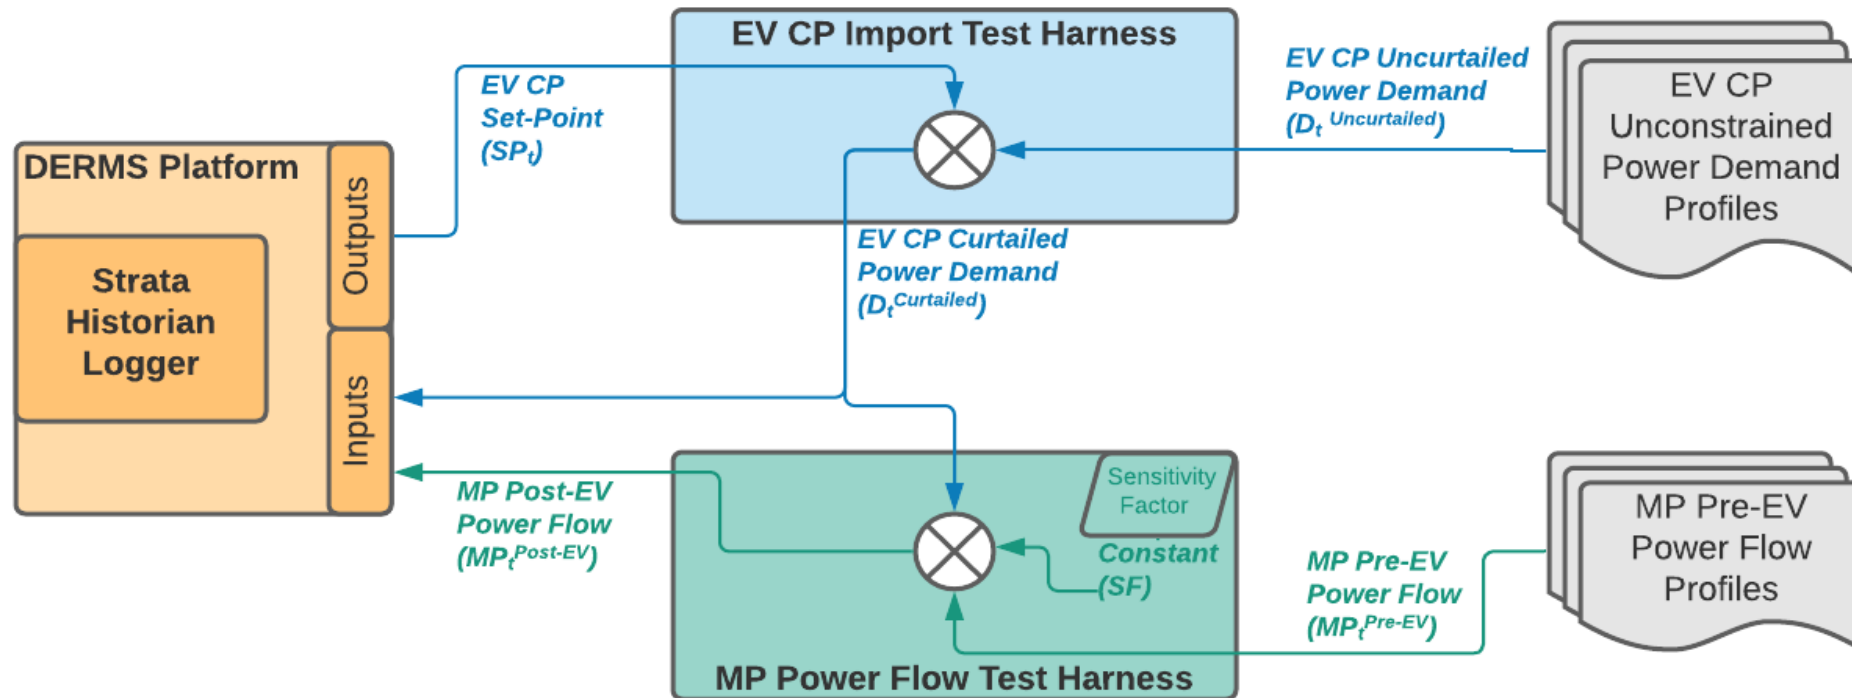 EV CP Import Test Harness
EV CP
Set-Point
(SPt)
EV CP Uncurtailed
Power Demand
(Dt Uncurtailed)
EV CP
Unconstrained
Power Demand
Profiles
DERMS Platform
Outputs
Strata
Historian
Logger
Inputs
EV CP Curtailed
Power Demand
(DtCurtailed)
MP Post-EV
Power Flow
(MPtPost-EV)
Sensitivity
Factor
Constant
(SF)
MP Pre-EV
Power Flow
(MPtPre-EV)
MP Pre-EV
Power Flow
Profiles
MP Power Flow Test Harness